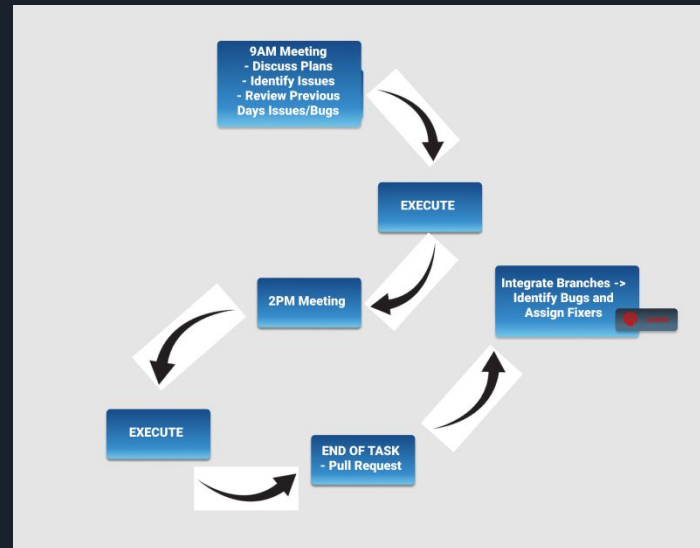 9AM Meeting
- Discuss Plans
- Identify Issues
- Review Previous
Days Issues/Bugs
EXECUTE
2PM Meeting
Integrate Branches ->
Identify Bugs and
Assign Fixers
EXECUTE
END OF TASK
- Pull Request